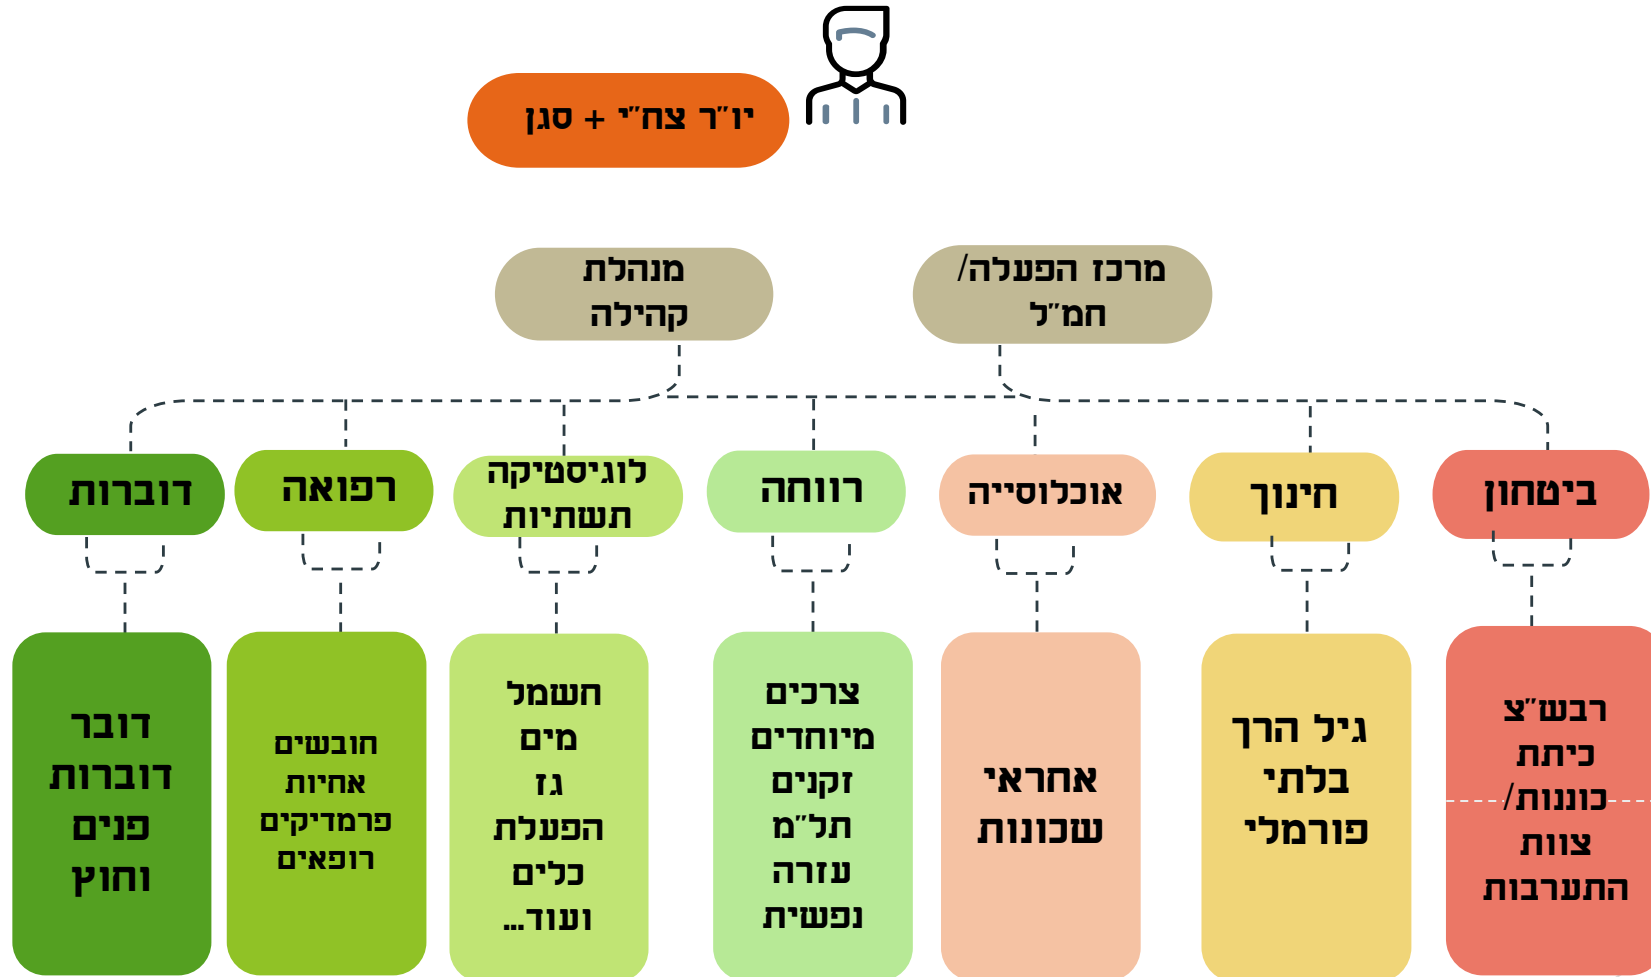 יו״ר צח״י + סגן
מרכז הפעלה/
חמ״ל
מנהלת
קהילה
ביטחון
חינוך
אוכלוסייה
רווחה
לוגיסטיקה
תשתיות
רפואה
דוברות
רבש״צ
כיתת
כוננות/
צוות
התערבות
גיל הרך
בלתי
פורמלי
אחראי
שכונות
צרכים
מיוחדים
זקנים
תל״מ
עזרה
נפשית
חשמל
מים
גז
הפעלת
כלים
ועוד...
חובשים
אחיות
פרמדיקים
רופאים
דובר
דוברות
פנים
וחוץ